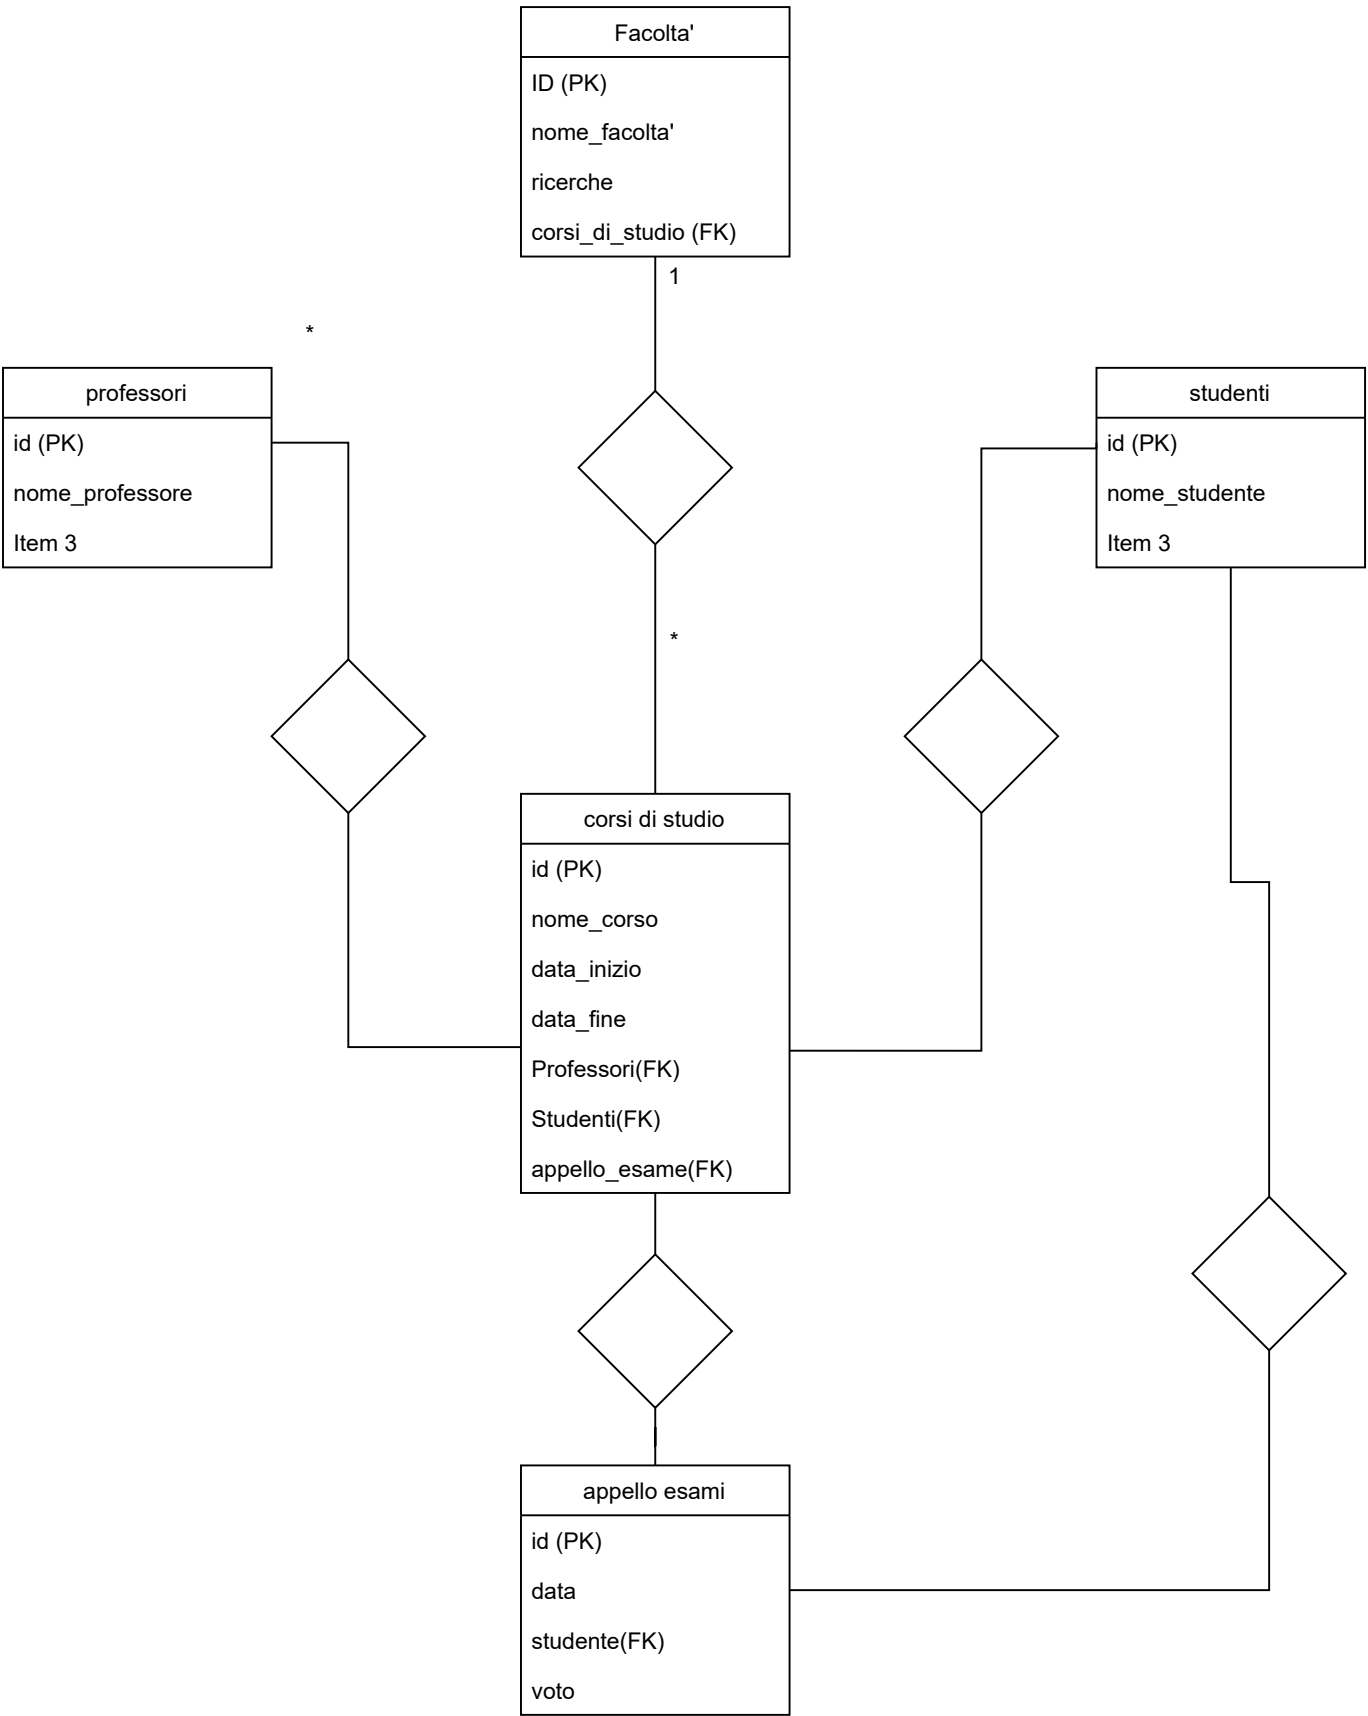 Facolta'
ID (PK)
nome_facolta'
ricerche
corsi_di_studio (FK)
1
*
professori
id (PK)
nome_professore
Item 3
studenti
id (PK)
nome_studente
Item 3
*
corsi di studio
id (PK)
nome_corso
data_inizio
data_fine
Professori(FK)
Studenti(FK)
appello_esame(FK)
appello esami
id (PK)
data
studente(FK)
voto